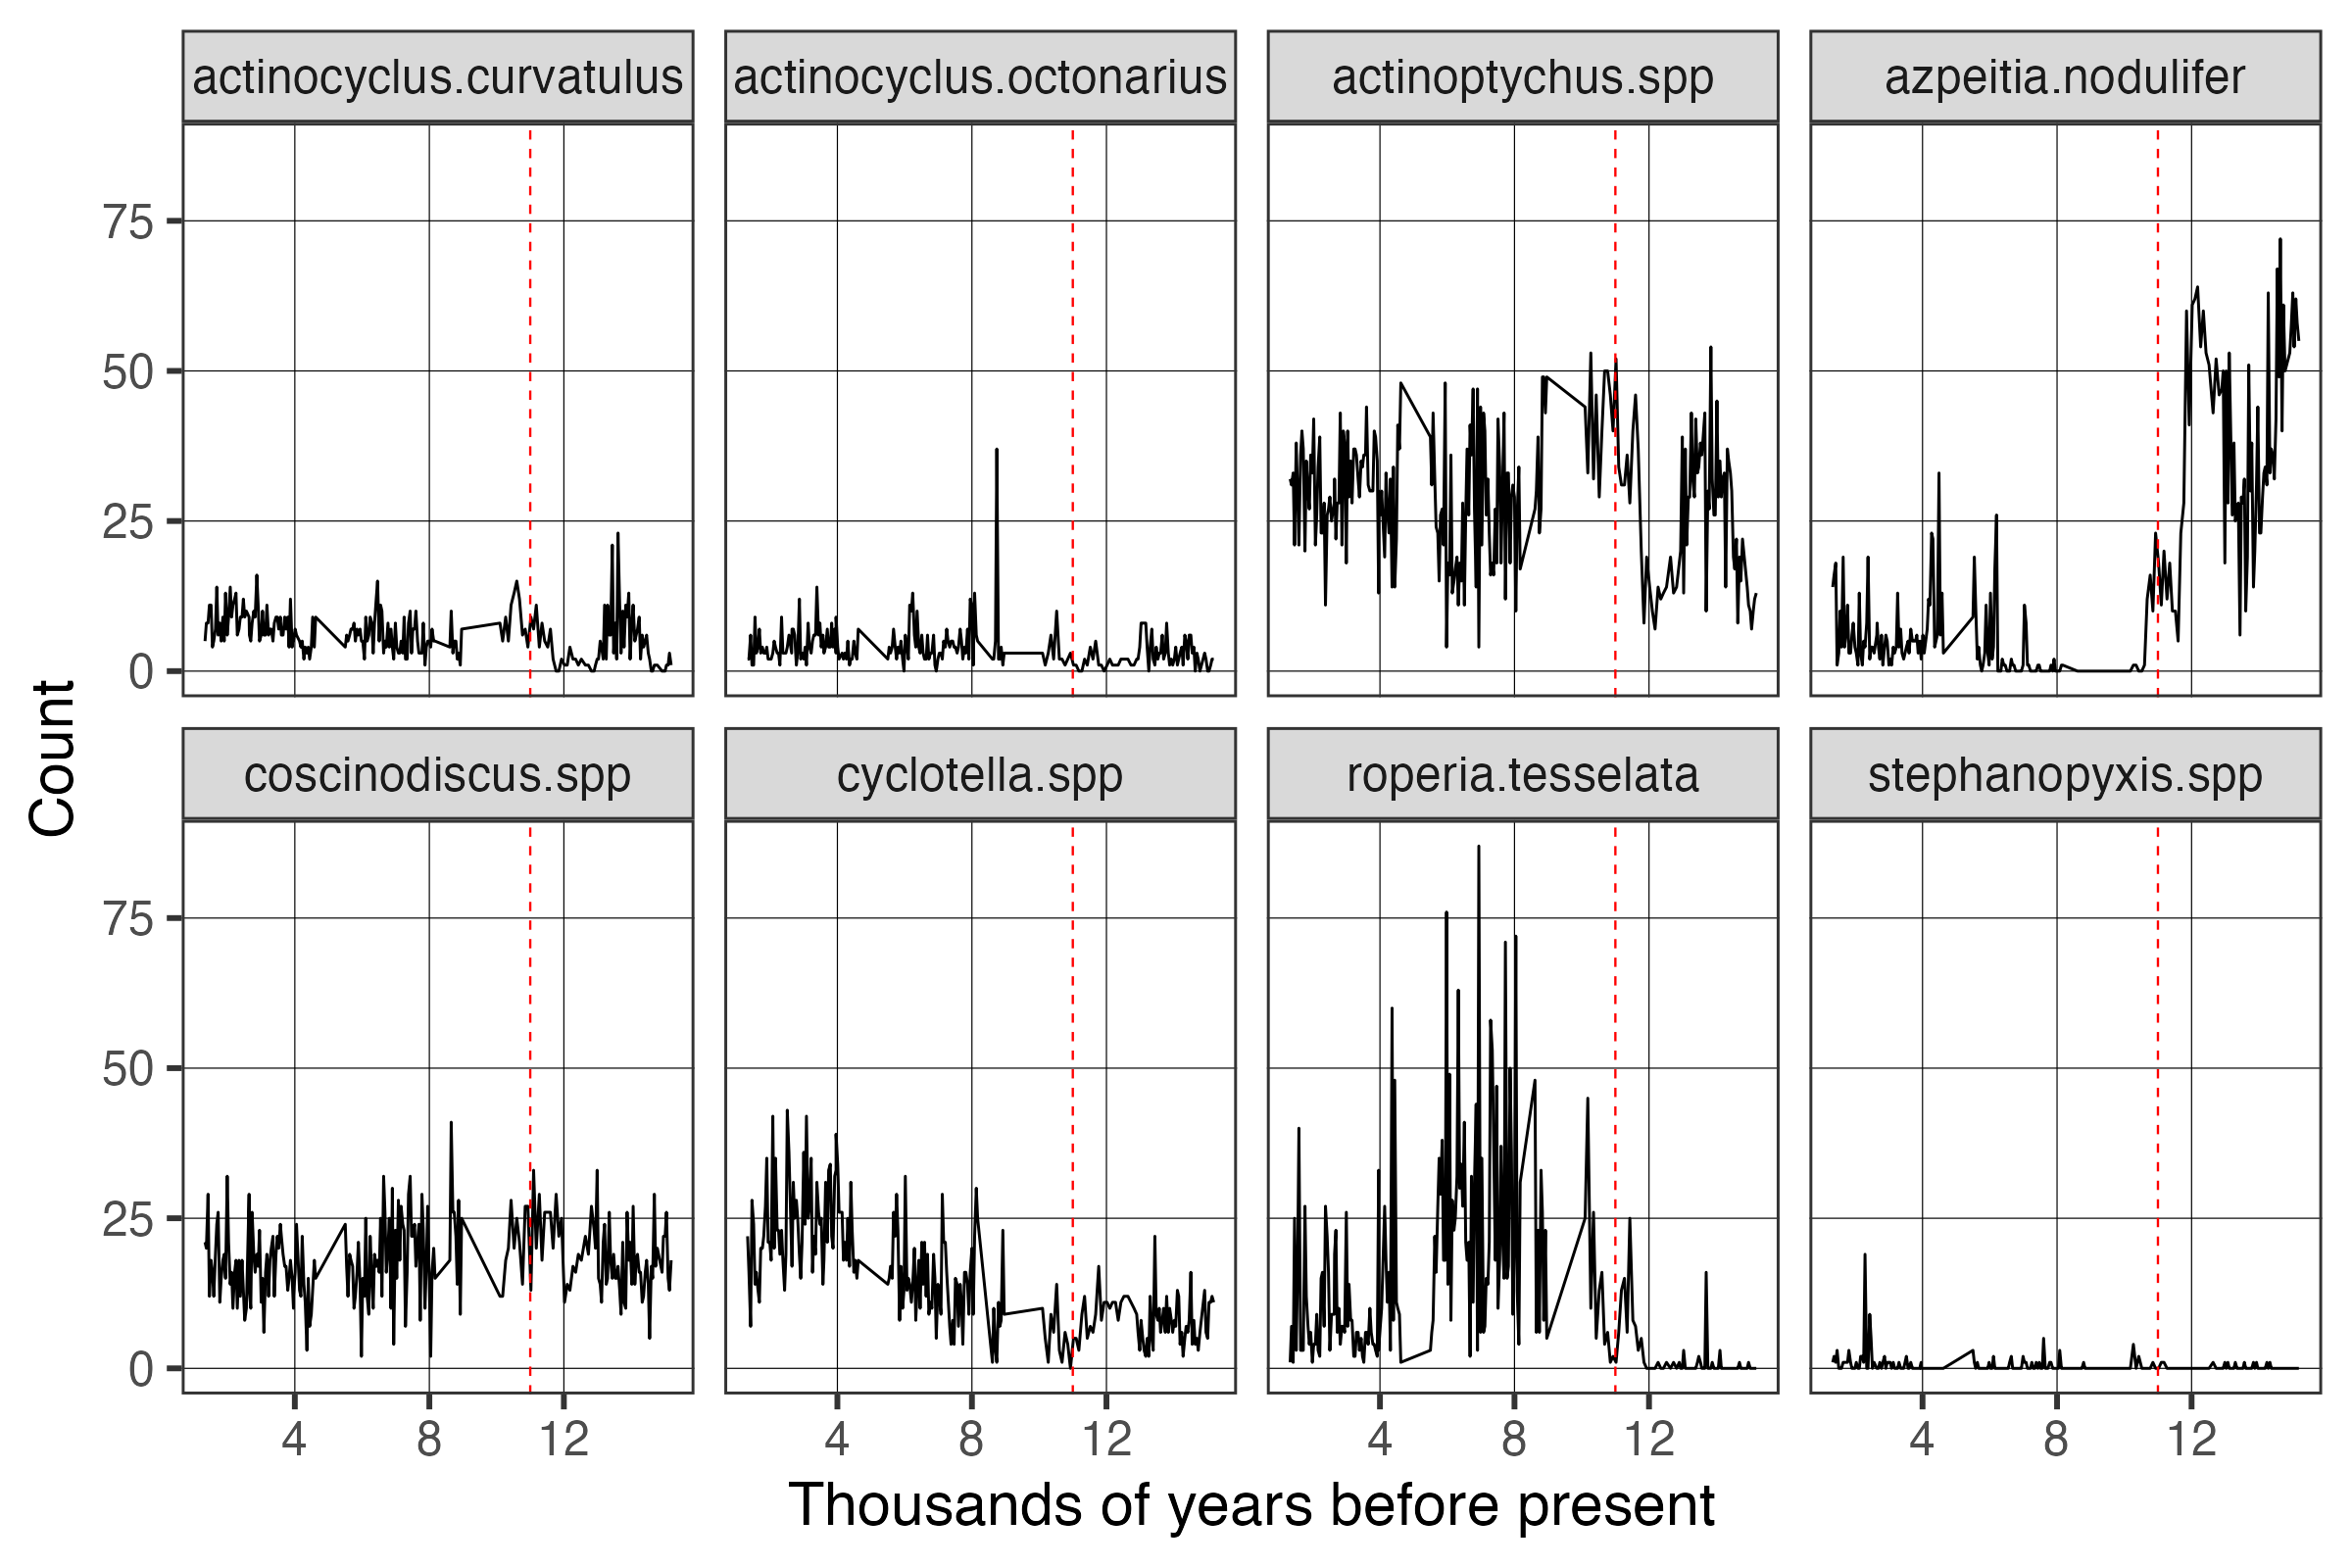 actinocyclus.curvatulus actinocyclus.octonarius actinoptychus.spp azpeitia.nodulifer
75
50
25
0
Count
coscinodiscus.spp cyclotella.spp roperia.tesselata stephanopyxis.spp
75
50
25
0
4 8 12 4 8 12 4 8 12 4 8 12
Thousands of years before present